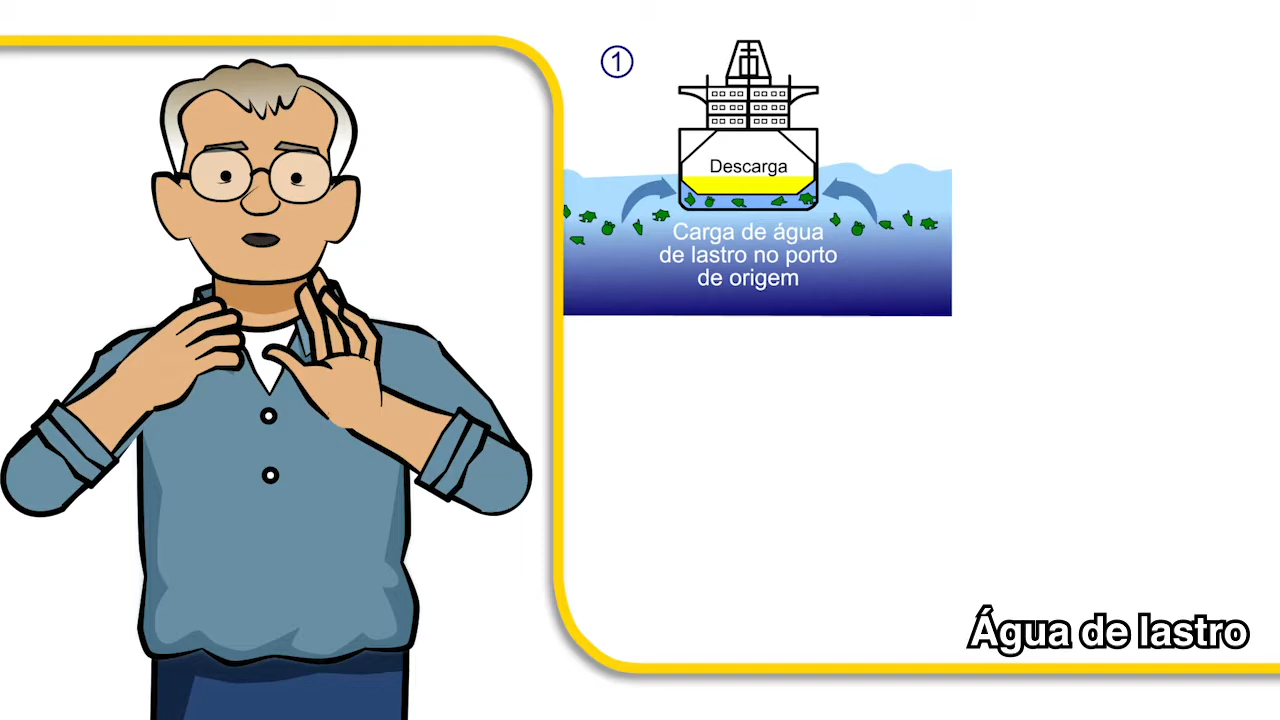 ①
Descarga
Carga de água
de lastro no porto
de origem
Água de lastro